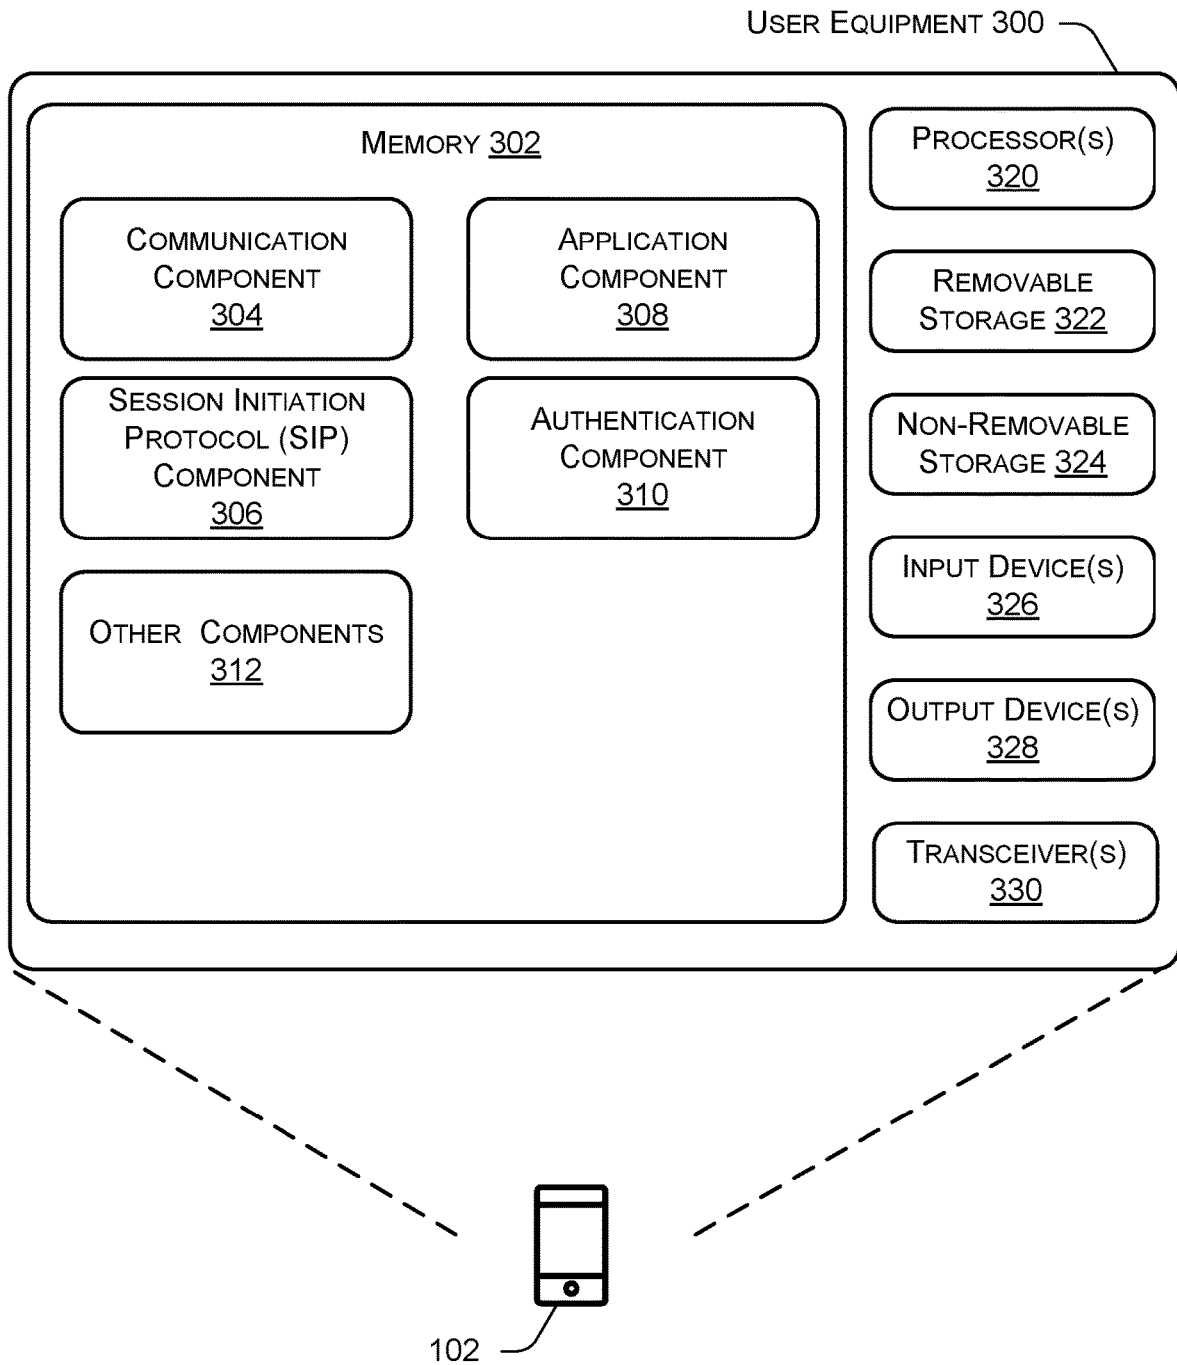 USER EQUIPMENT 300
MEMORY 302
COMMUNICATION
COMPONENT
304
APPLICATION
COMPONENT
308
SESSION INITIATION
PROTOCOL (SIP)
COMPONENT
306
AUTHENTICATION
COMPONENT
310
OTHER COMPONENTS
312
PROCESSOR(S)
320
REMOVABLE
STORAGE 322
NON-REMOVABLE
STORAGE 324
INPUT DEVICE(S)
326
OUTPUT DEVICE(S)
328
TRANSCEIVER(S)
330
102